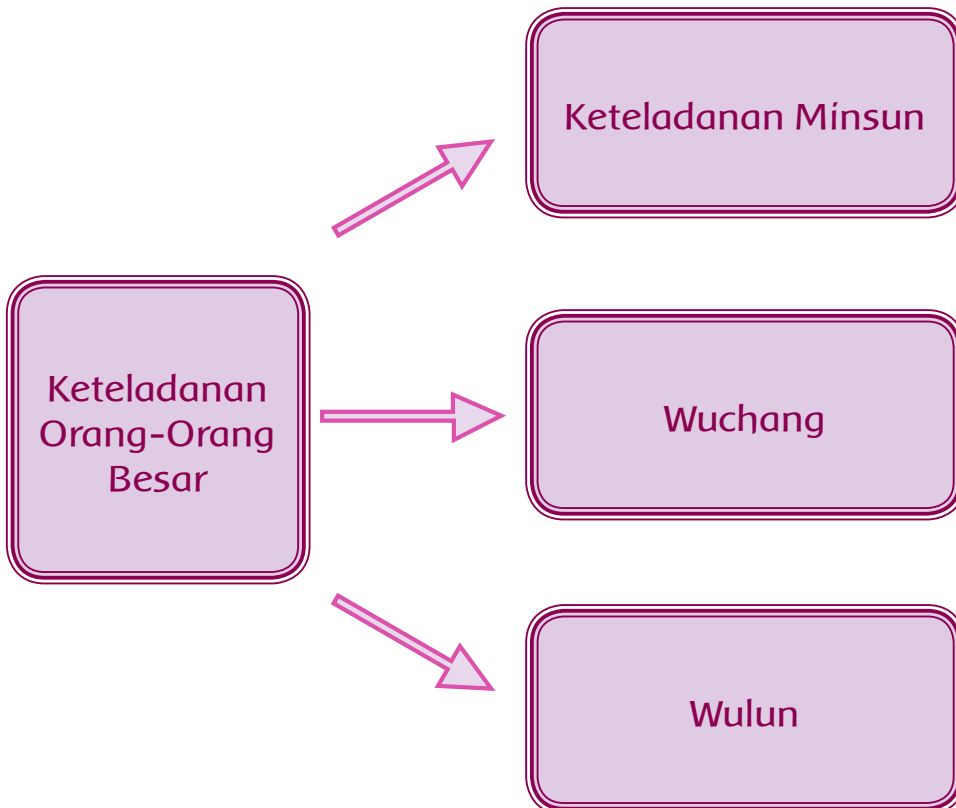 Keteladanan
Orang-Orang
Besar
Keteladanan Minsun
Wuchang
Wulun